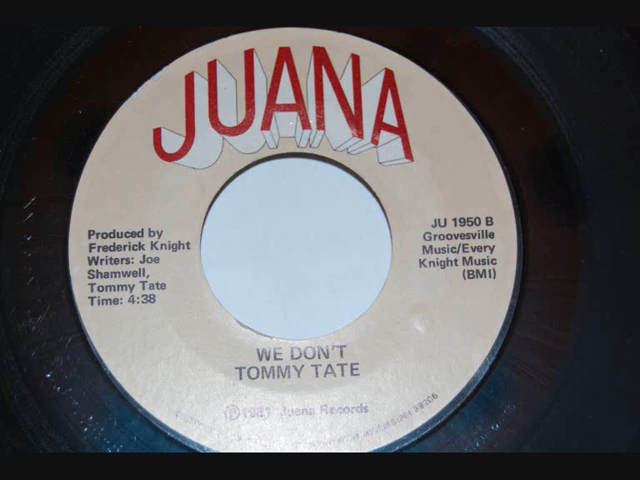 JUANA
Produced by
Frederick Knight
Writers: Joe
Shamwell,
Tommy Tate
Time: 4:38
JU 1950 B
Groovesville
Music/Every
Knight Music
(BMI)
WE DON'T
TOMMY TATE
℗1981 Juana Records
39206